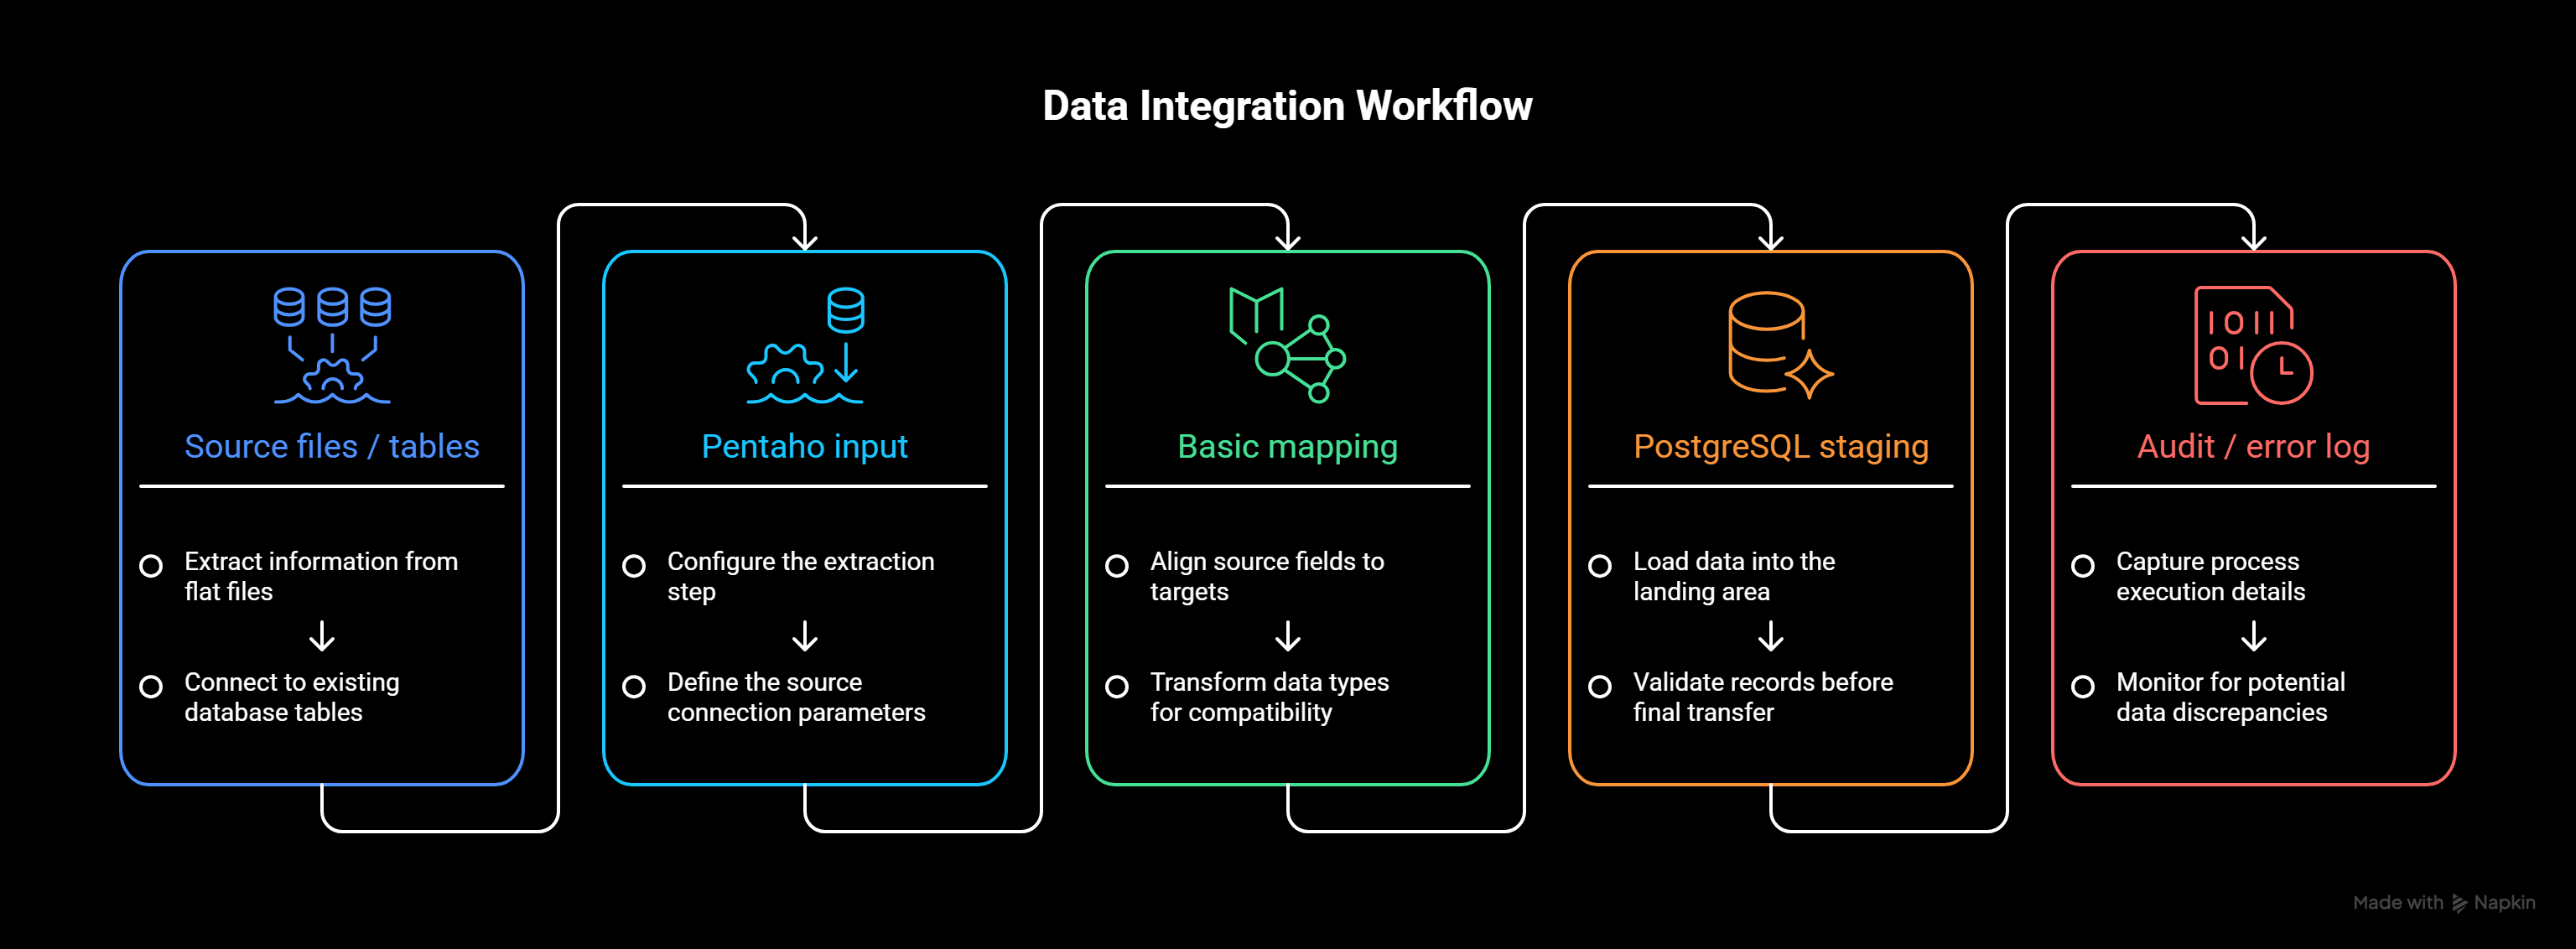 Data Integration Workflow
Source files / tables
Extract information from
flat files
Connect to existing
database tables
Pentaho input
Configure the extraction
step
Define the source
connection parameters
Basic mapping
Align source fields to
targets
Transform data types
for compatibility
PostgreSQL staging
Load data into the
landing area
Validate records before
final transfer
Audit / error log
Capture process
execution details
Monitor for potential
data discrepancies
Made with Napkin